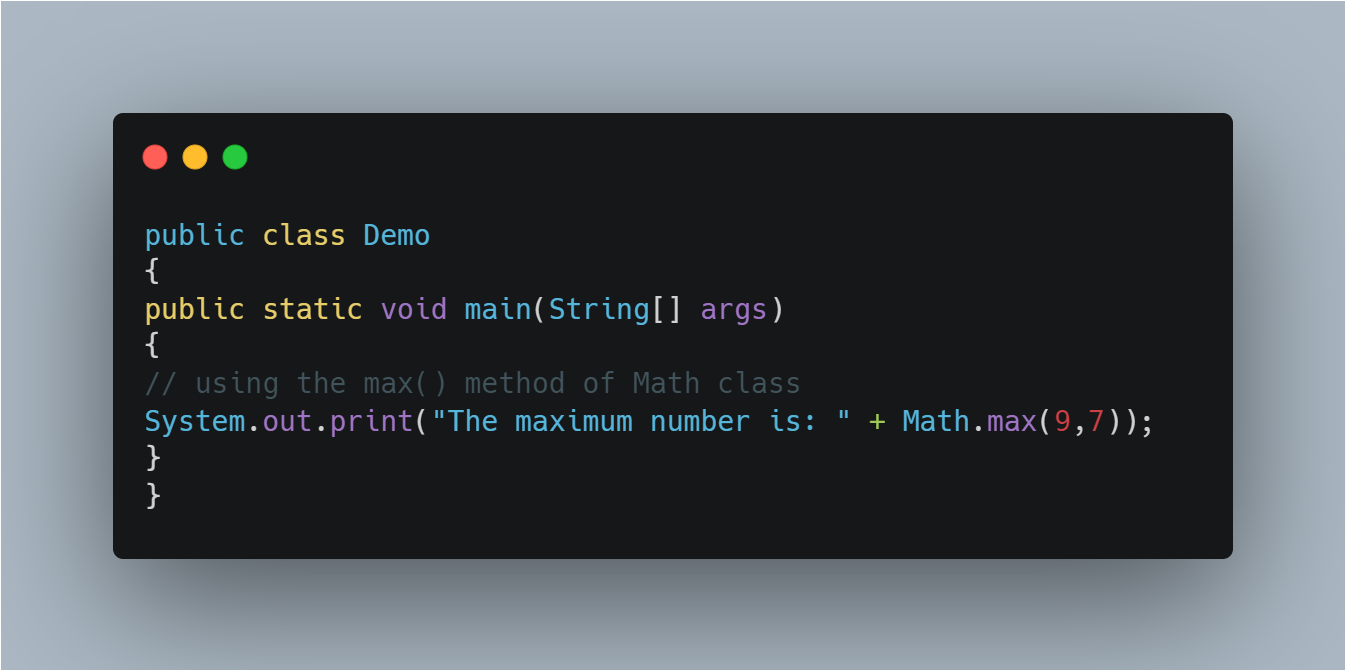 public class Demo
{
public static void main(String[] args)
{
// using the max() method of Math class
System.out.print("The maximum number is: " + Math.max(9,7));
}
}